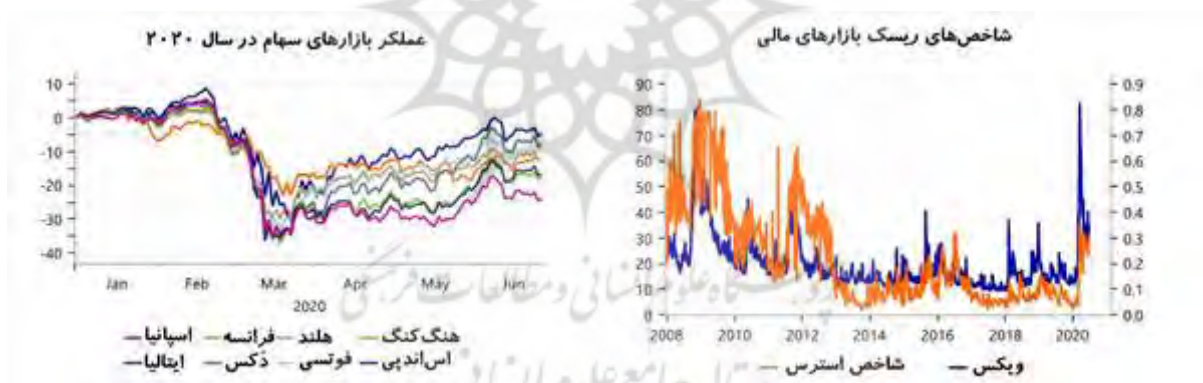 شاخص‌های ریسک بازارهای مالی
عملکر بازارهای سهام در سال ۲۰۲۰
90 80 70 60 50 40 30 20 10 0
0.9 0.8 0.7 0.6 0.5 0.4 0.3 0.2 0.1 0.0
2008 2010 2012 2014 2016 2018 2020
ویکس شاخص استرس
10 0 -10 -20 -30 -40
Jan Feb Mar Apr May Jun
2020
هنگ کنگ هلند فرانسه اسپانیا
اس‌اندپی فوتسی دکس ایتالیا